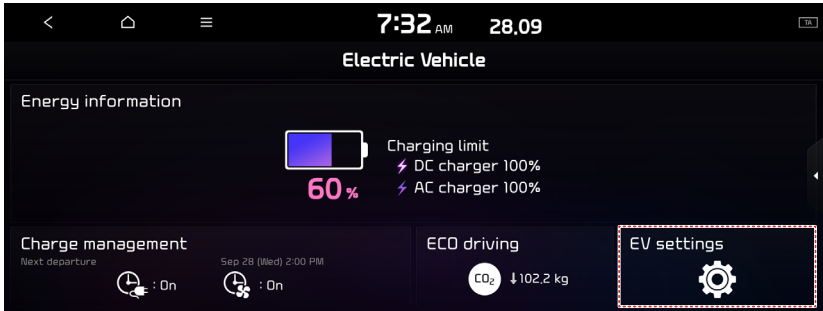 7:32 AM 28.09 TA
Electric Vehicle
Energy information
Charging limit
DC charger 100%
AC charger 100%
60 %
Charge management
Next departure Sep 28 (Wed) 2:00 PM
: On : On
ECO driving
CO2 ↓102,2 kg
EV settings